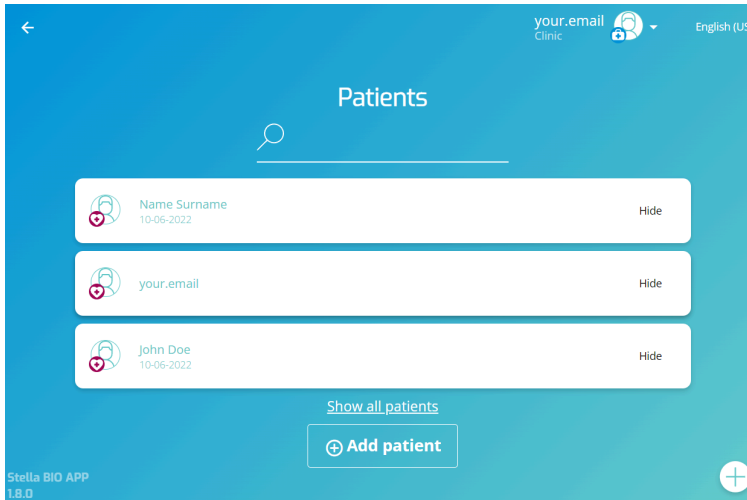 your.email
Clinic
English (US
Patients
Name Surname
10-06-2022
Hide
your.email
Hide
John Doe
10-06-2022
Hide
Show all patients
Add patient
Stella BIO APP
1.8.0